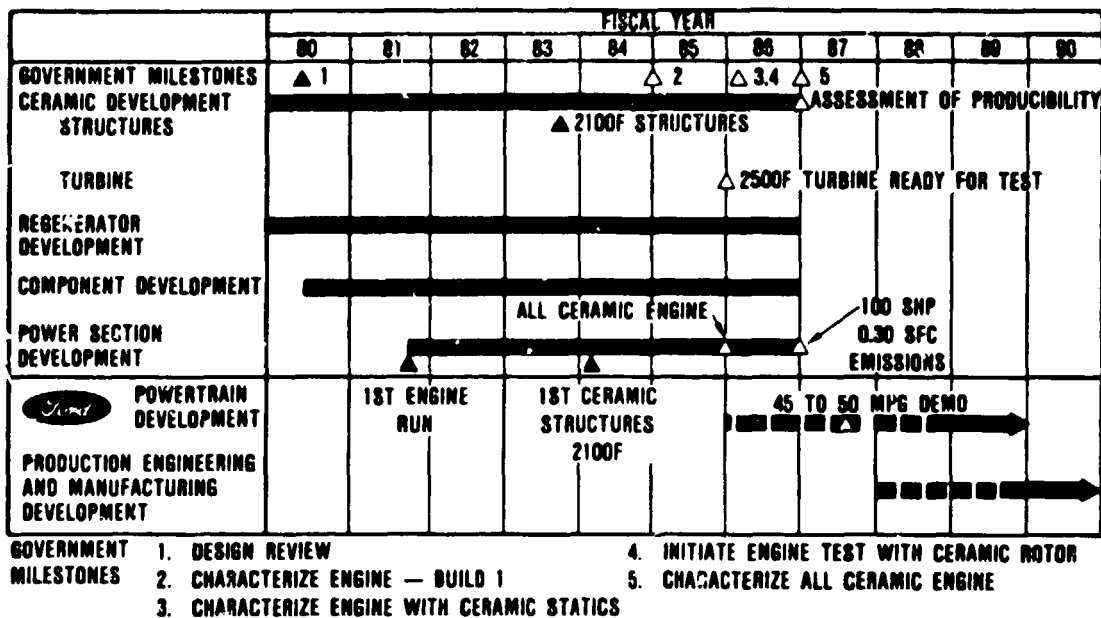 FISCAL YEAR
80 81 82 83 84 85 86 87 88 89 90
GOVERNMENT MILESTONES ▲ 1 △ 2 △ 3,4 △ 5
CERAMIC DEVELOPMENT △ ASSESSMENT OF PRODUCIBILITY
STRUCTURES ▲ 2100F STRUCTURES
TURBINE △ 2500F TURBINE READY FOR TEST
REGENERATOR
DEVELOPMENT
COMPONENT DEVELOPMENT
ALL CERAMIC ENGINE
POWER SECTION
DEVELOPMENT
100 SHP
0.30 SFC
EMISSIONS
1ST ENGINE
RUN
1ST CERAMIC
STRUCTURES
2100F
Ford
POWERTRAIN
DEVELOPMENT
45 TO 50 MPG DEMO
PRODUCTION ENGINEERING
AND MANUFACTURING
DEVELOPMENT
GOVERNMENT
MILESTONES
1. DESIGN REVIEW
2. CHARACTERIZE ENGINE — BUILD 1
3. CHARACTERIZE ENGINE WITH CERAMIC STATICS
4. INITIATE ENGINE TEST WITH CERAMIC ROTOR
5. CHARACTERIZE ALL CERAMIC ENGINE